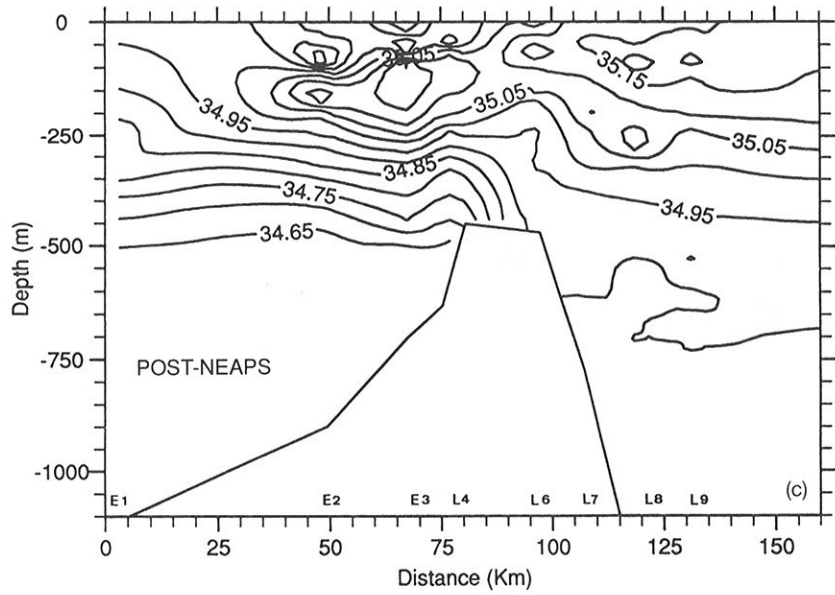 0
-250
-500
-750
-1000
Depth (m)
35.05
35.15
34.95
35.05
35.05
34.85
34.75
34.95
34.65
POST-NEAPS
(c)
E1 E2 E3 L4 L6 L7 L8 L9
0 25 50 75 100 125 150
Distance (Km)